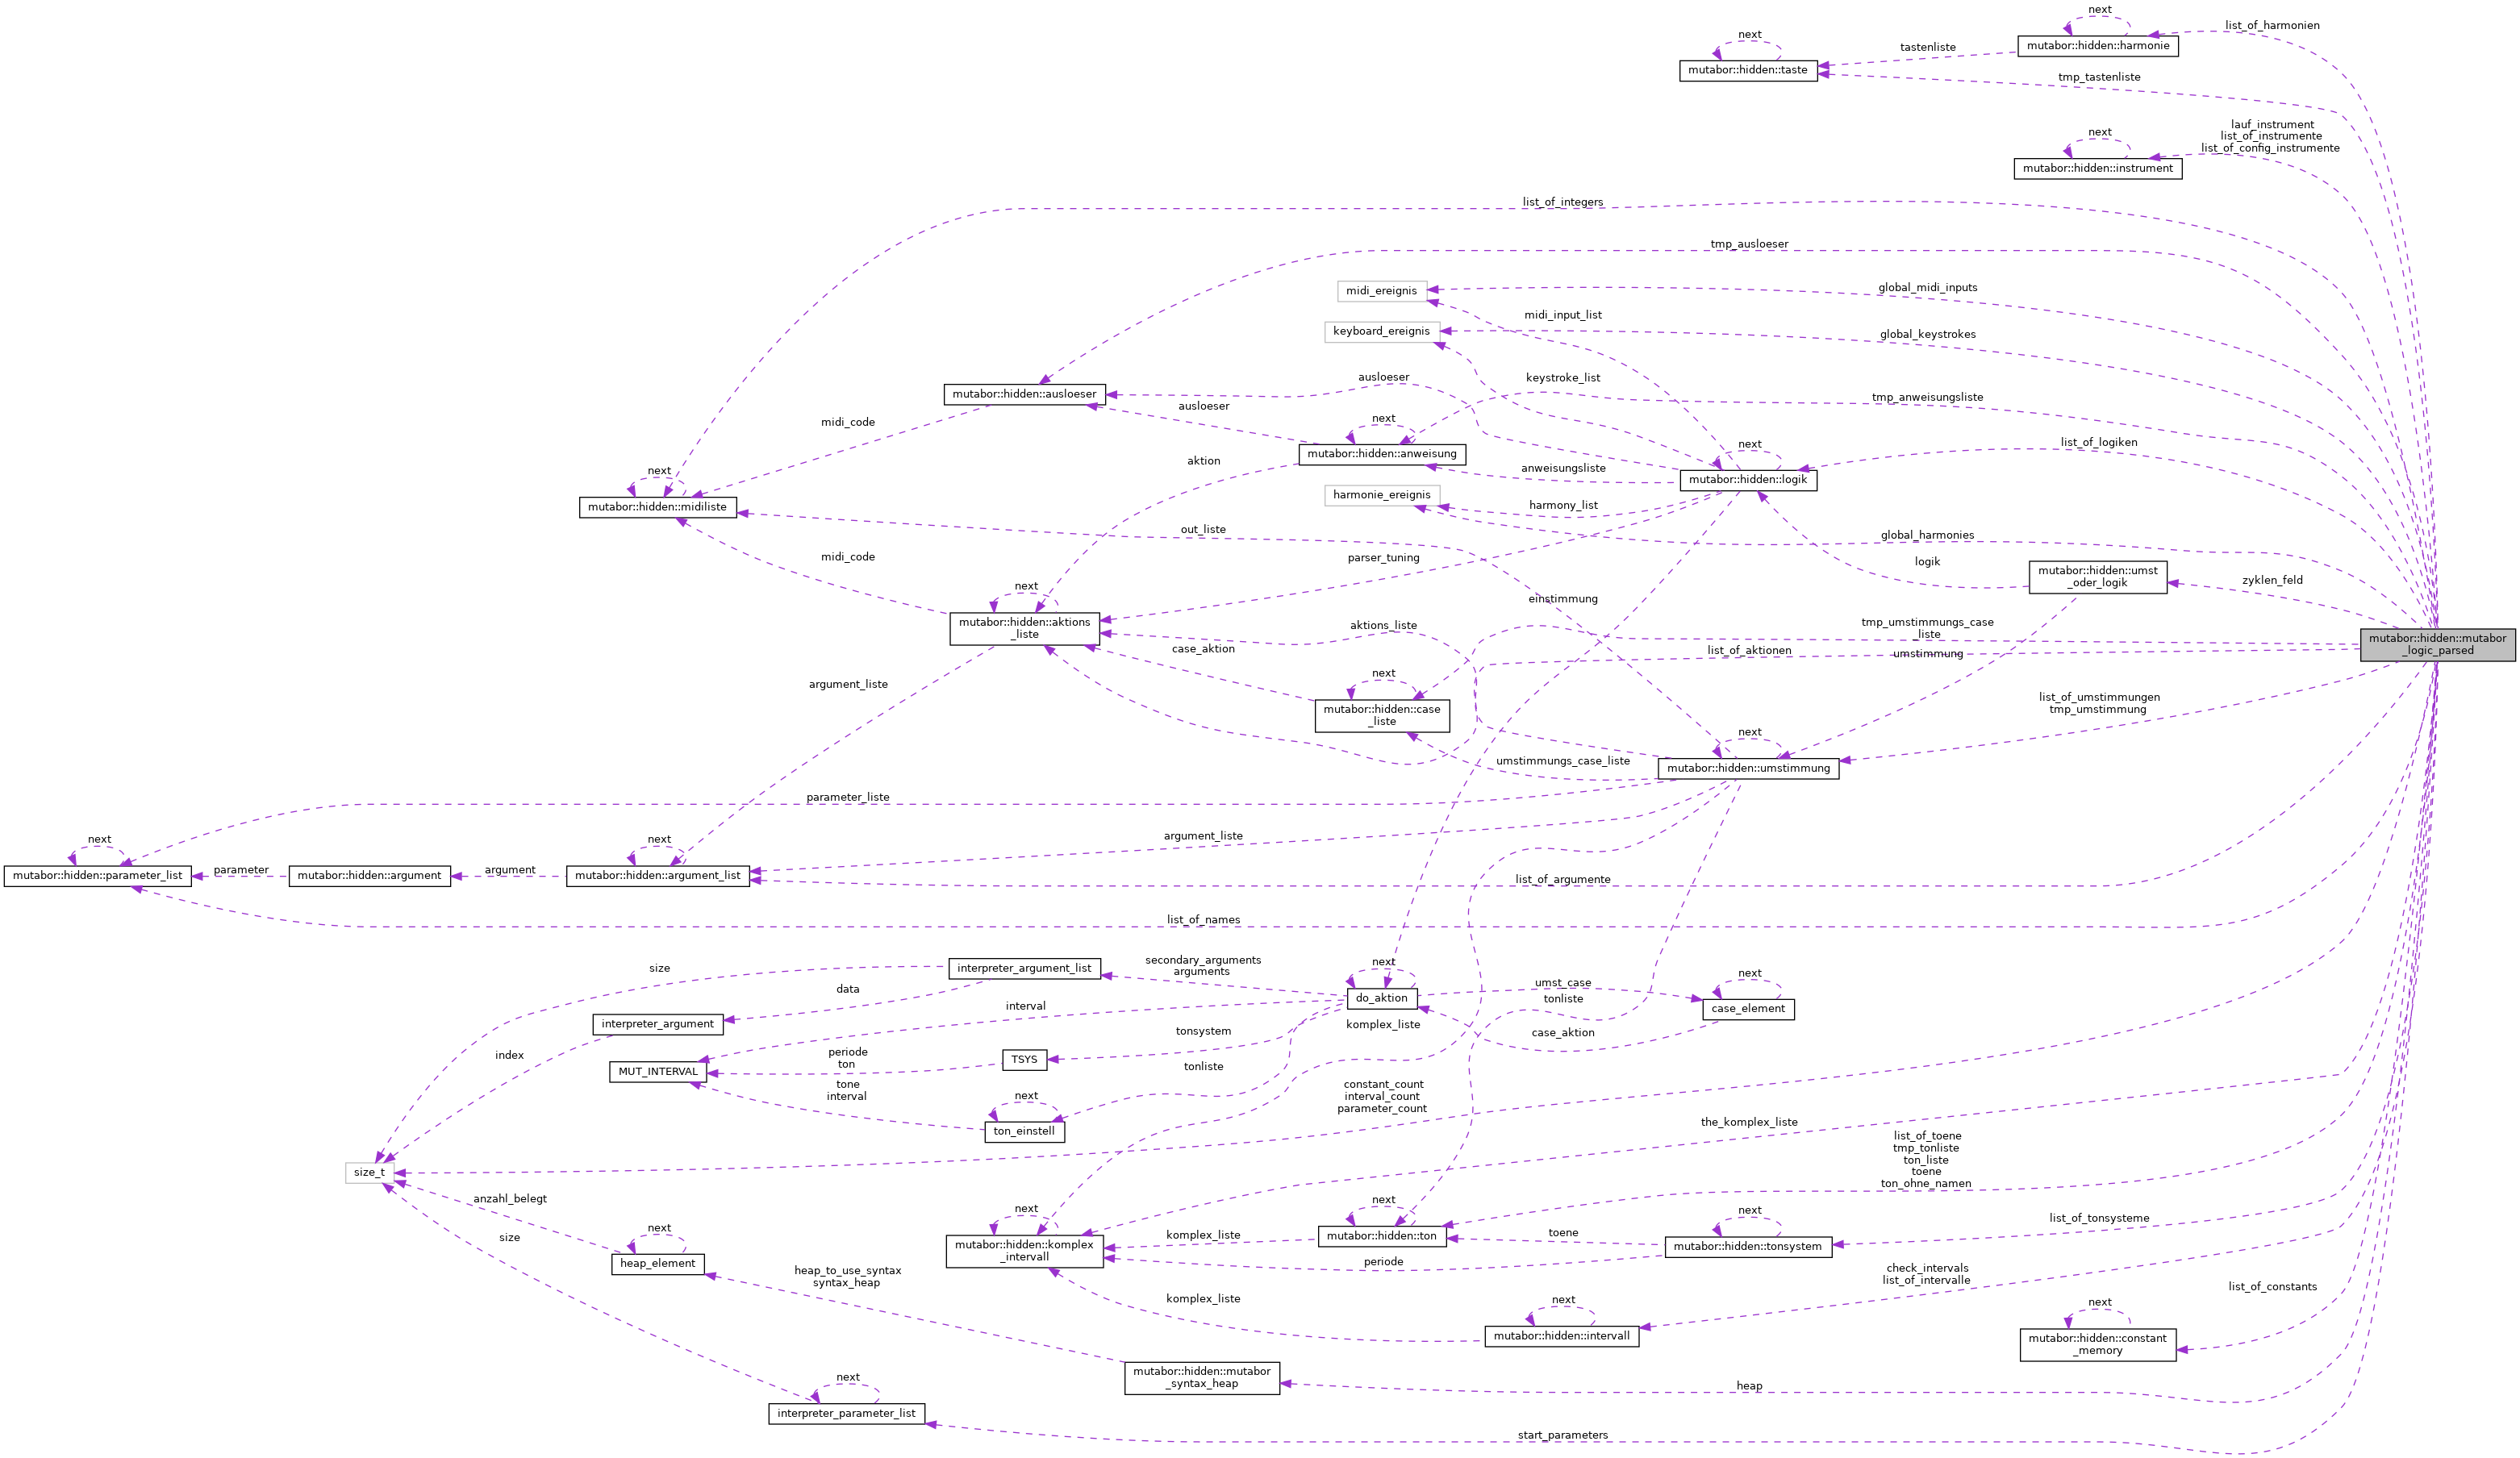 next
list_of_harmonien
next
mutabor::hidden::harmonie
tastenliste
mutabor::hidden::taste
tmp_tastenliste
lauf_instrument
list_of_instrumente
list_of_config_instrumente
next
mutabor::hidden::instrument
list_of_integers
tmp_ausloeser
global_midi_inputs
midi_ereignis
midi_input_list
keyboard_ereignis
global_keystrokes
ausloeser
keystroke_list
mutabor::hidden::ausloeser
tmp_anweisungsliste
ausloeser
next
midi_code
list_of_logiken
next
mutabor::hidden::anweisung
aktion
anweisungsliste
next
mutabor::hidden::logik
harmonie_ereignis
harmony_list
mutabor::hidden::midiliste
out_liste
global_harmonies
midi_code
parser_tuning
logik
mutabor::hidden::umst
_oder_logik
zyklen_feld
next
einstimmung
mutabor::hidden::aktions
_liste
aktions_liste
tmp_umstimmungs_case
_liste
mutabor::hidden::mutabor
_logic_parsed
case_aktion
list_of_aktionen
umstimmung
next
argument_liste
list_of_umstimmungen
tmp_umstimmung
mutabor::hidden::case
_liste
next
umstimmungs_case_liste
mutabor::hidden::umstimmung
parameter_liste
argument_liste
next
next
parameter
argument
mutabor::hidden::parameter_list
mutabor::hidden::argument
mutabor::hidden::argument_list
list_of_argumente
list_of_names
secondary_arguments
arguments
next
size
interpreter_argument_list
next
umst_case
data
do_aktion
tonliste
interval
case_element
interpreter_argument
komplex_liste
tonsystem
case_aktion
index
periode
ton
TSYS
MUT_INTERVAL
tonliste
tone
interval
next
constant_count
interval_count
parameter_count
ton_einstell
the_komplex_liste
size_t
list_of_toene
tmp_tonliste
ton_liste
toene
ton_ohne_namen
anzahl_belegt
next
next
next
list_of_tonsysteme
next
size
komplex_liste
mutabor::hidden::ton
toene
mutabor::hidden::komplex
_intervall
mutabor::hidden::tonsystem
heap_element
periode
heap_to_use_syntax
syntax_heap
check_intervals
list_of_intervalle
list_of_constants
komplex_liste
next
next
mutabor::hidden::intervall
mutabor::hidden::constant
_memory
mutabor::hidden::mutabor
_syntax_heap
next
heap
interpreter_parameter_list
start_parameters